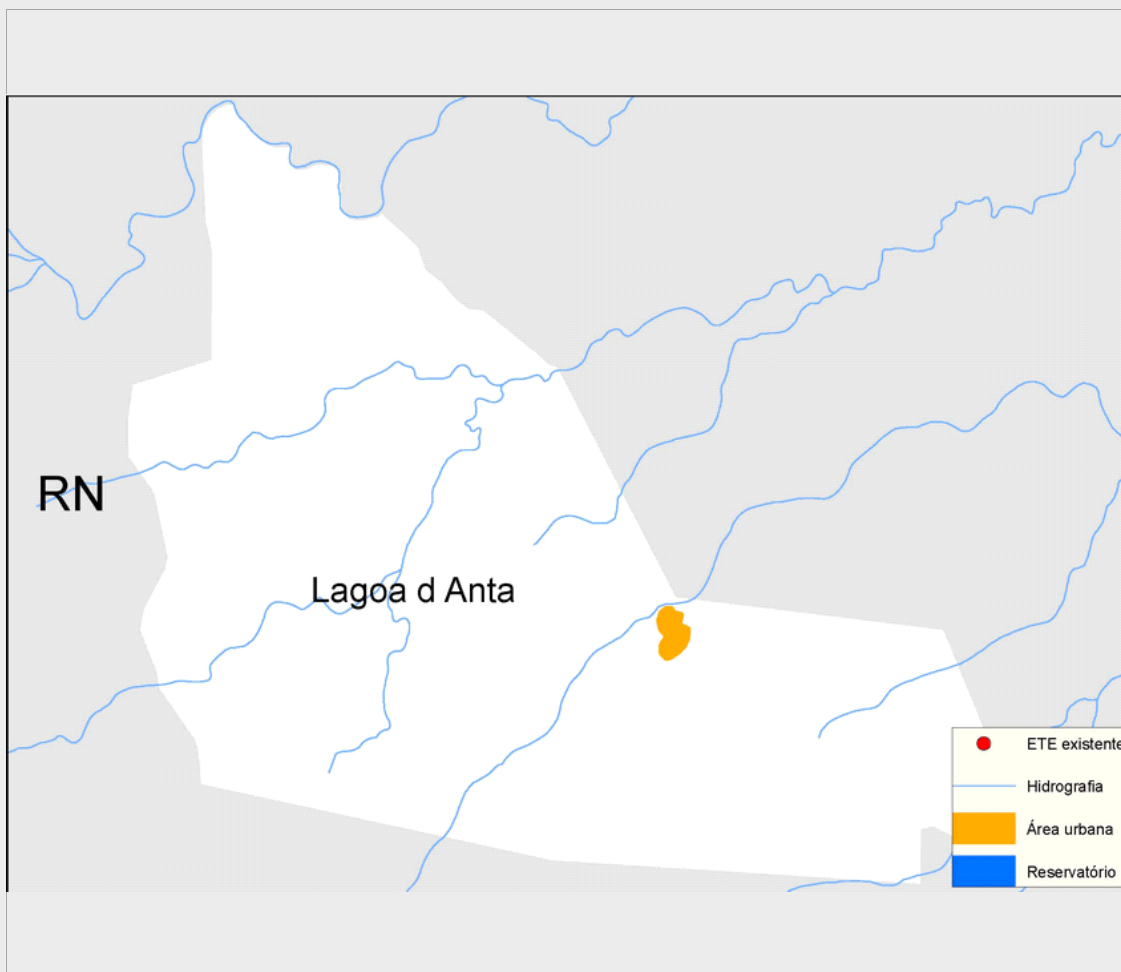 RN
Lagoa d Anta
ETE existente
Hidrografia
Área urbana
Reservatório